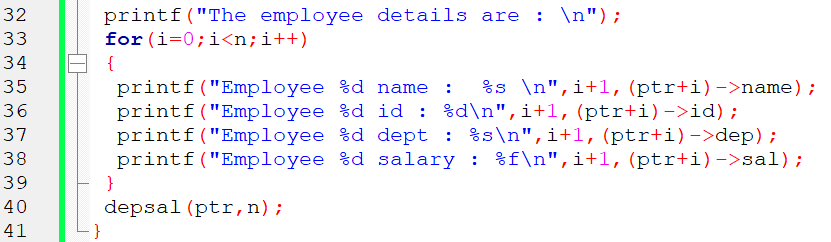 32 printf("The employee details are : \n");
33 for(i=0;i<n;i++)
34 {
35 printf("Employee %d name :  %s \n",i+1,(ptr+i)->name);
36 printf("Employee %d id : %d\n",i+1,(ptr+i)->id);
37 printf("Employee %d dept : %s\n",i+1,(ptr+i)->dep);
38 printf("Employee %d salary : %f\n",i+1,(ptr+i)->sal);
39 }
40 depsal(ptr,n);
41 }